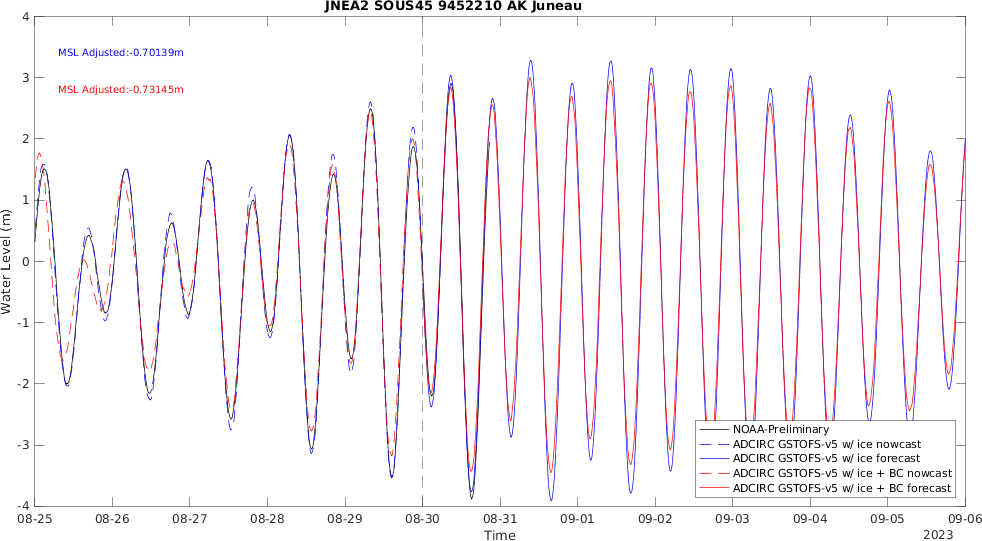 JNEA2 SOUS45 9452210 AK Juneau
MSL Adjusted:-0.70139m
MSL Adjusted:-0.73145m
Water Level (m)
4
3
2
1
0
-1
-2
-3
-4
NOAA-Preliminary
ADCIRC GSTOFS-v5 w/ ice nowcast
ADCIRC GSTOFS-v5 w/ ice forecast
ADCIRC GSTOFS-v5 w/ ice + BC nowcast
ADCIRC GSTOFS-v5 w/ ice + BC forecast
08-25 08-26 08-27 08-28 08-29 08-30 08-31 09-01 09-02 09-03 09-04 09-05 09-06
Time
2023